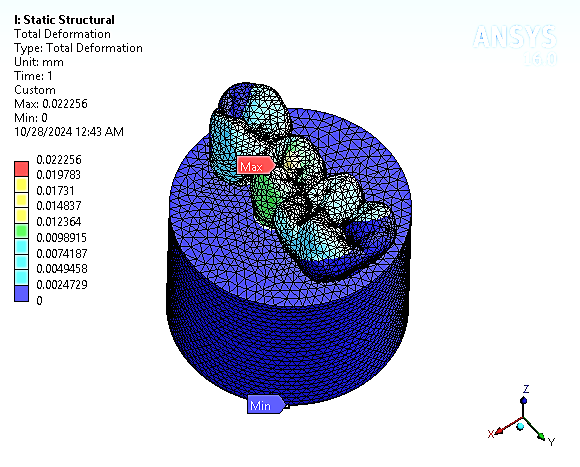 I: Static Structural
Total Deformation
Type: Total Deformation
Unit: mm
Time: 1
Custom
Max: 0.022256
Min: 0
10/28/2024 12:43 AM
ANSYS
0.022256
0.019783
0.01731
0.014837
0.012364
0.0098915
0.0074187
0.0049458
0.0024729
0
Max
Min
Z
X
Y